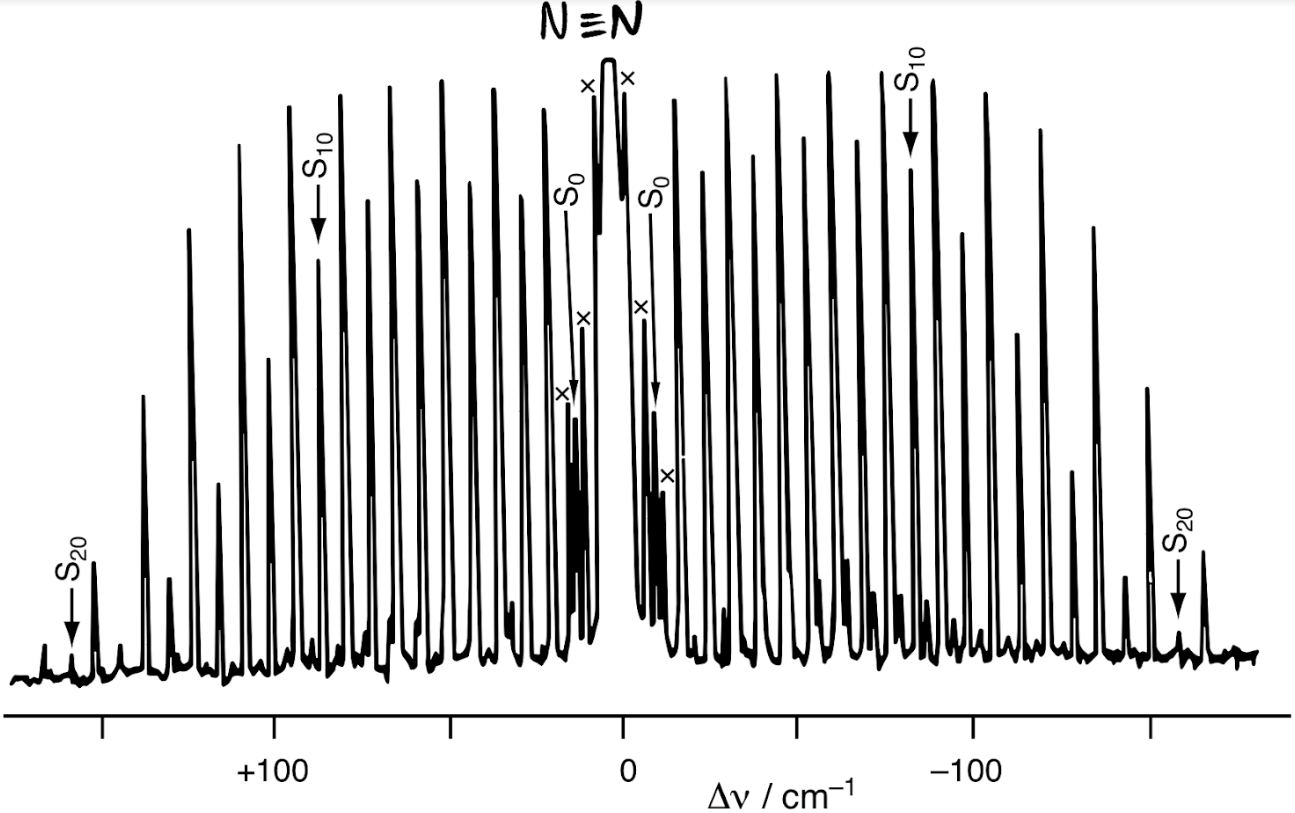 N≡N
× ×
S₁₀
S₁₀
S₀ S₀
× ×
×
×
S₂₀ S₂₀
+100 0 −100
Δν / cm⁻¹